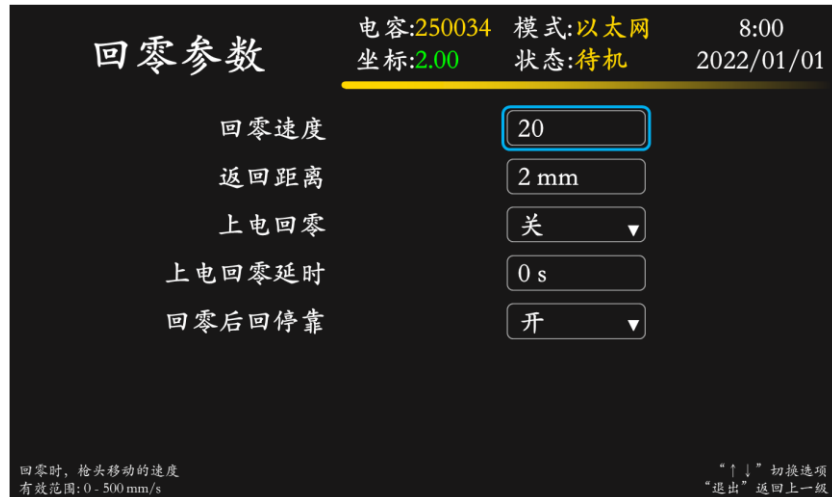 回零参数
电容:250034 模式:以太网 8:00
坐标:2.00 状态:待机 2022/01/01
回零速度 20
返回距离 2 mm
上电回零 关
上电回零延时 0 s
回零后回停靠 开
回零时，枪头移动的速度
有效范围: 0 - 500 mm/s
“↑↓”切换选项
“退出”返回上一级